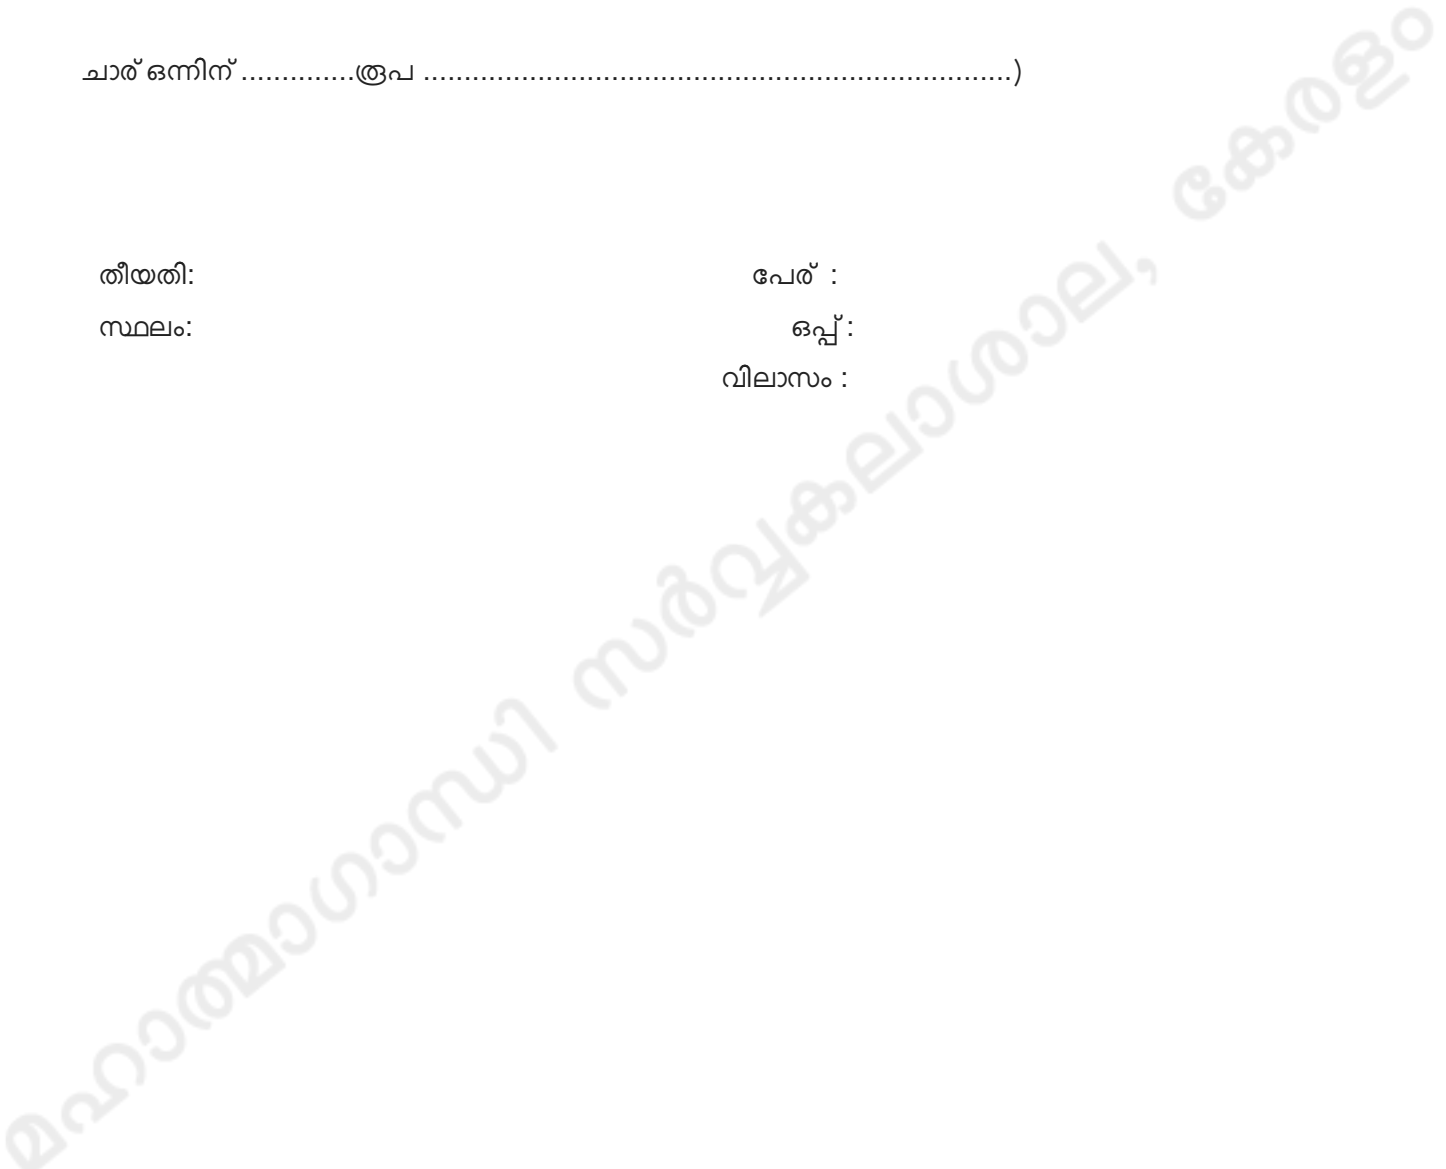 ചാര് ഒന്നിന് ..............രൂപ ........................................................................)
തീയതി: പേര് :
സ്ഥലം: ഒപ്പ് :
വിലാസം :
മഹാത്മാഗാന്ധി സർവ്വകലാശാല, കേരളം